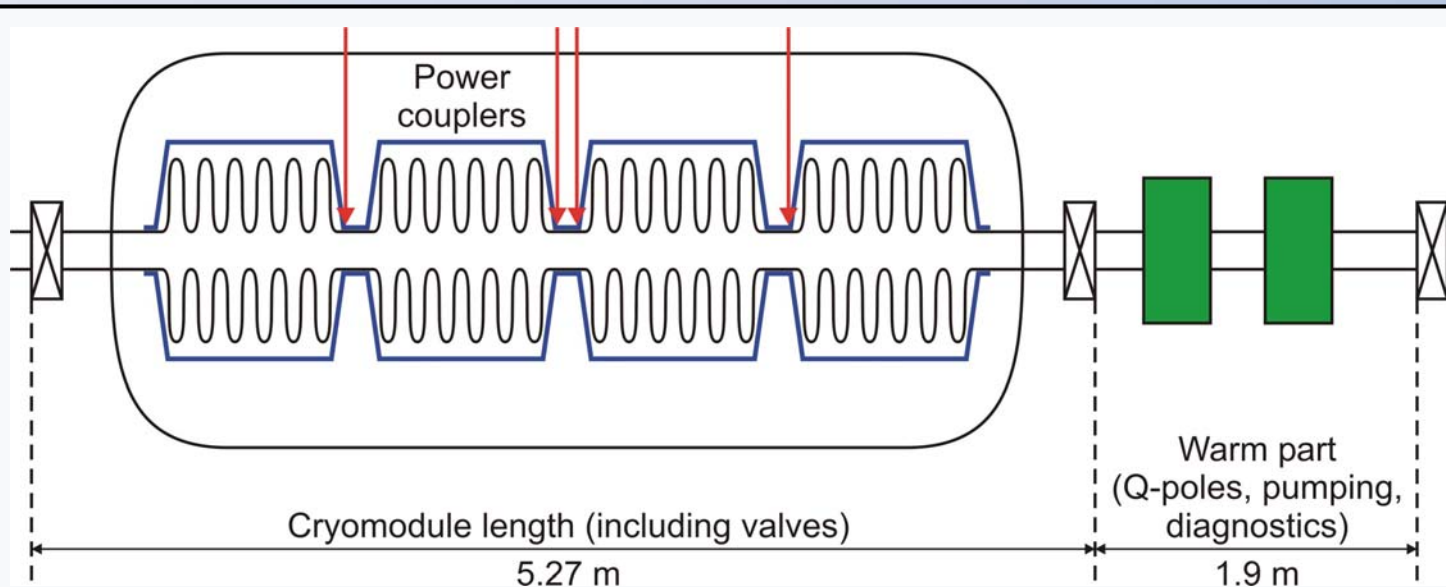 Power
couplers
Warm part
(Q-poles, pumping,
diagnostics)
Cryomodule length (including valves)
5.27 m
1.9 m